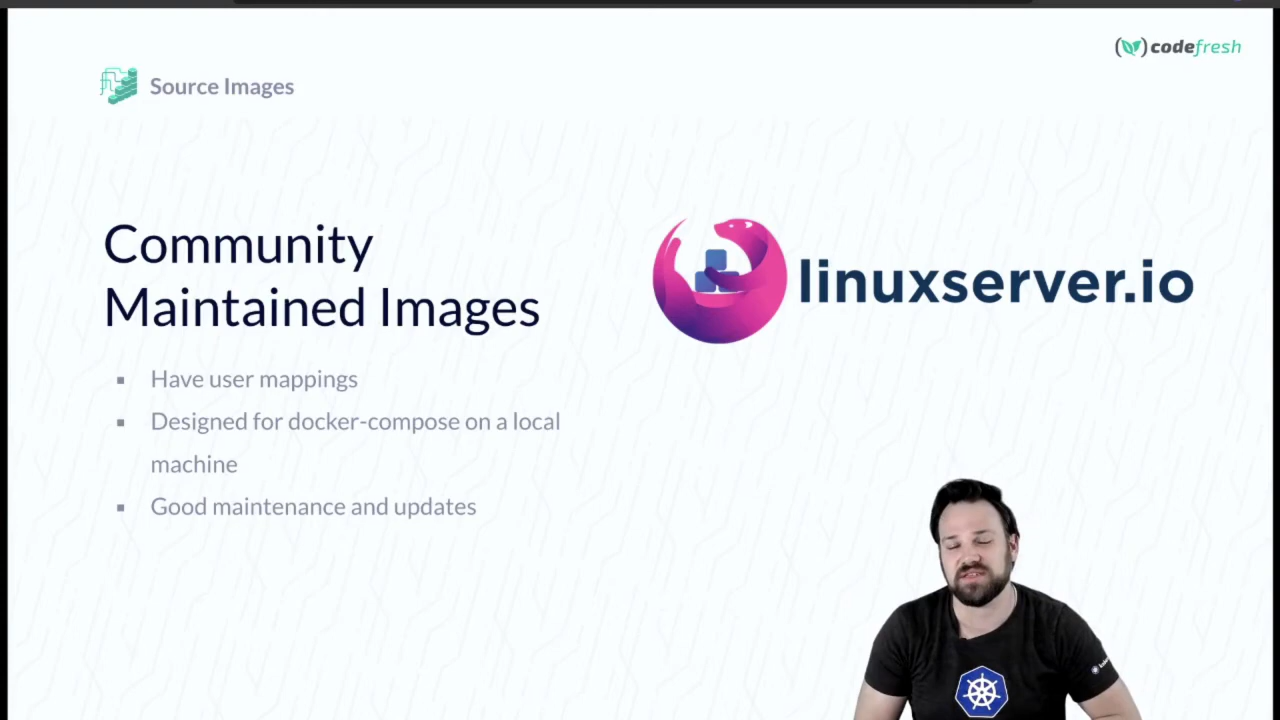 codefresh
Source Images
Community
Maintained Images
linuxserver.io
▪ Have user mappings
▪ Designed for docker-compose on a local
machine
▪ Good maintenance and updates